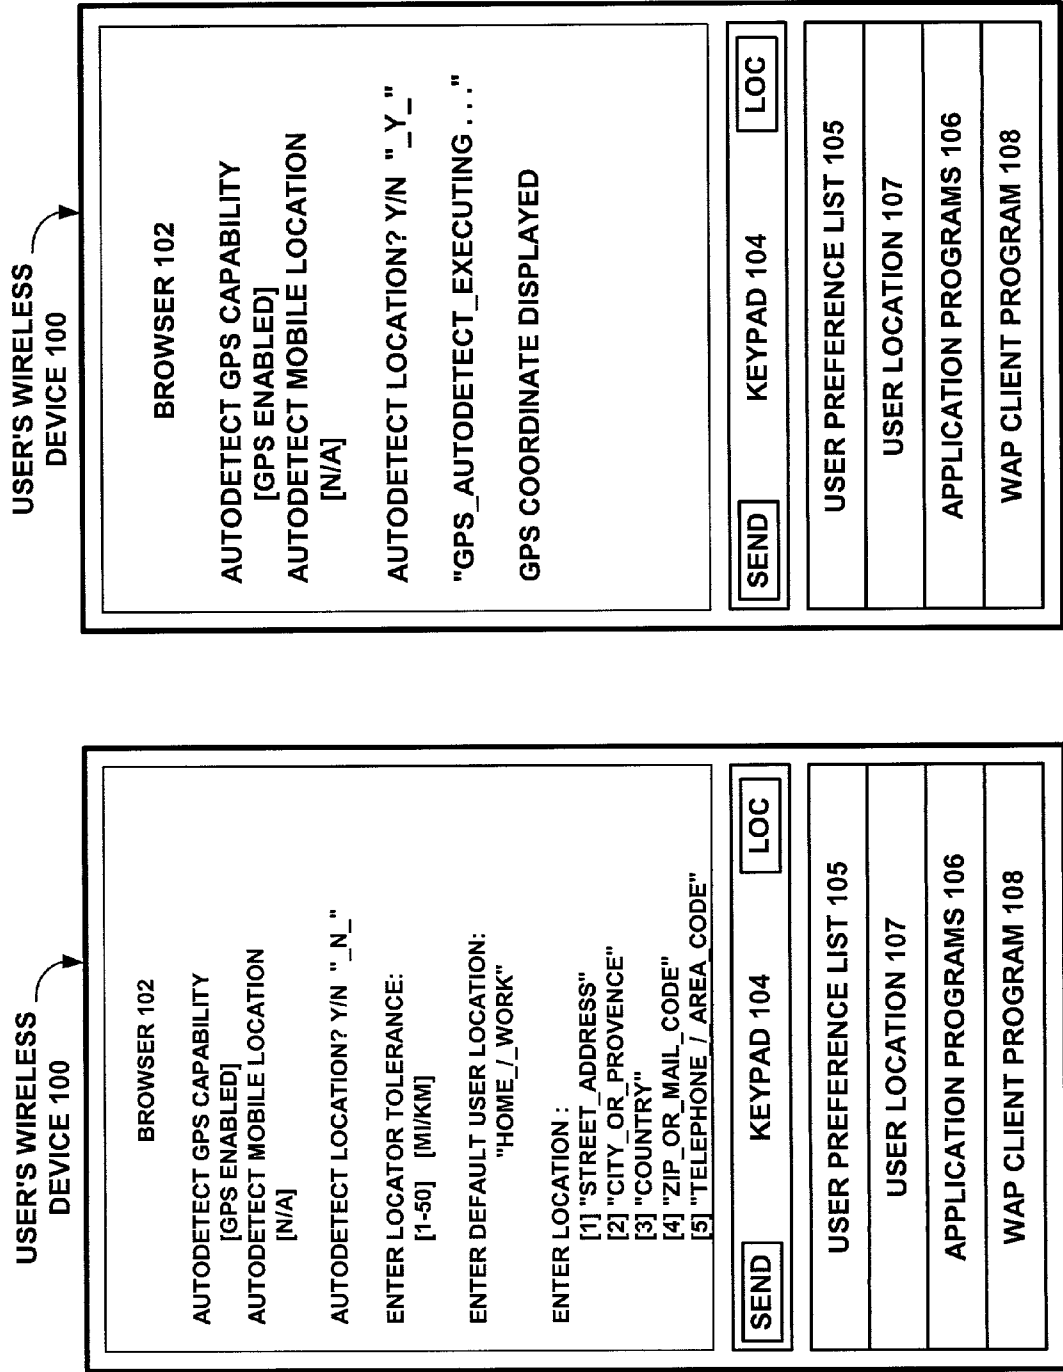 USER'S WIRELESS
DEVICE 100
BROWSER 102
AUTODETECT GPS CAPABILITY
[GPS ENABLED]
AUTODETECT MOBILE LOCATION
[N/A]
AUTODETECT LOCATION? Y/N "_N_"
ENTER LOCATOR TOLERANCE:
[1-50] [MI/KM]
ENTER DEFAULT USER LOCATION:
"HOME_/_WORK"
ENTER LOCATION :
[1] "STREET_ADDRESS"
[2] "CITY_OR_PROVENCE"
[3] "COUNTRY"
[4] "ZIP_OR_MAIL_CODE"
[5] "TELEPHONE / AREA_CODE"
SEND KEYPAD 104 LOC
USER PREFERENCE LIST 105
USER LOCATION 107
APPLICATION PROGRAMS 106
WAP CLIENT PROGRAM 108
USER'S WIRELESS
DEVICE 100
BROWSER 102
AUTODETECT GPS CAPABILITY
[GPS ENABLED]
AUTODETECT MOBILE LOCATION
[N/A]
AUTODETECT LOCATION? Y/N "_Y_"
"GPS_AUTODETECT_EXECUTING . . ."
GPS COORDINATE DISPLAYED
SEND KEYPAD 104 LOC
USER PREFERENCE LIST 105
USER LOCATION 107
APPLICATION PROGRAMS 106
WAP CLIENT PROGRAM 108